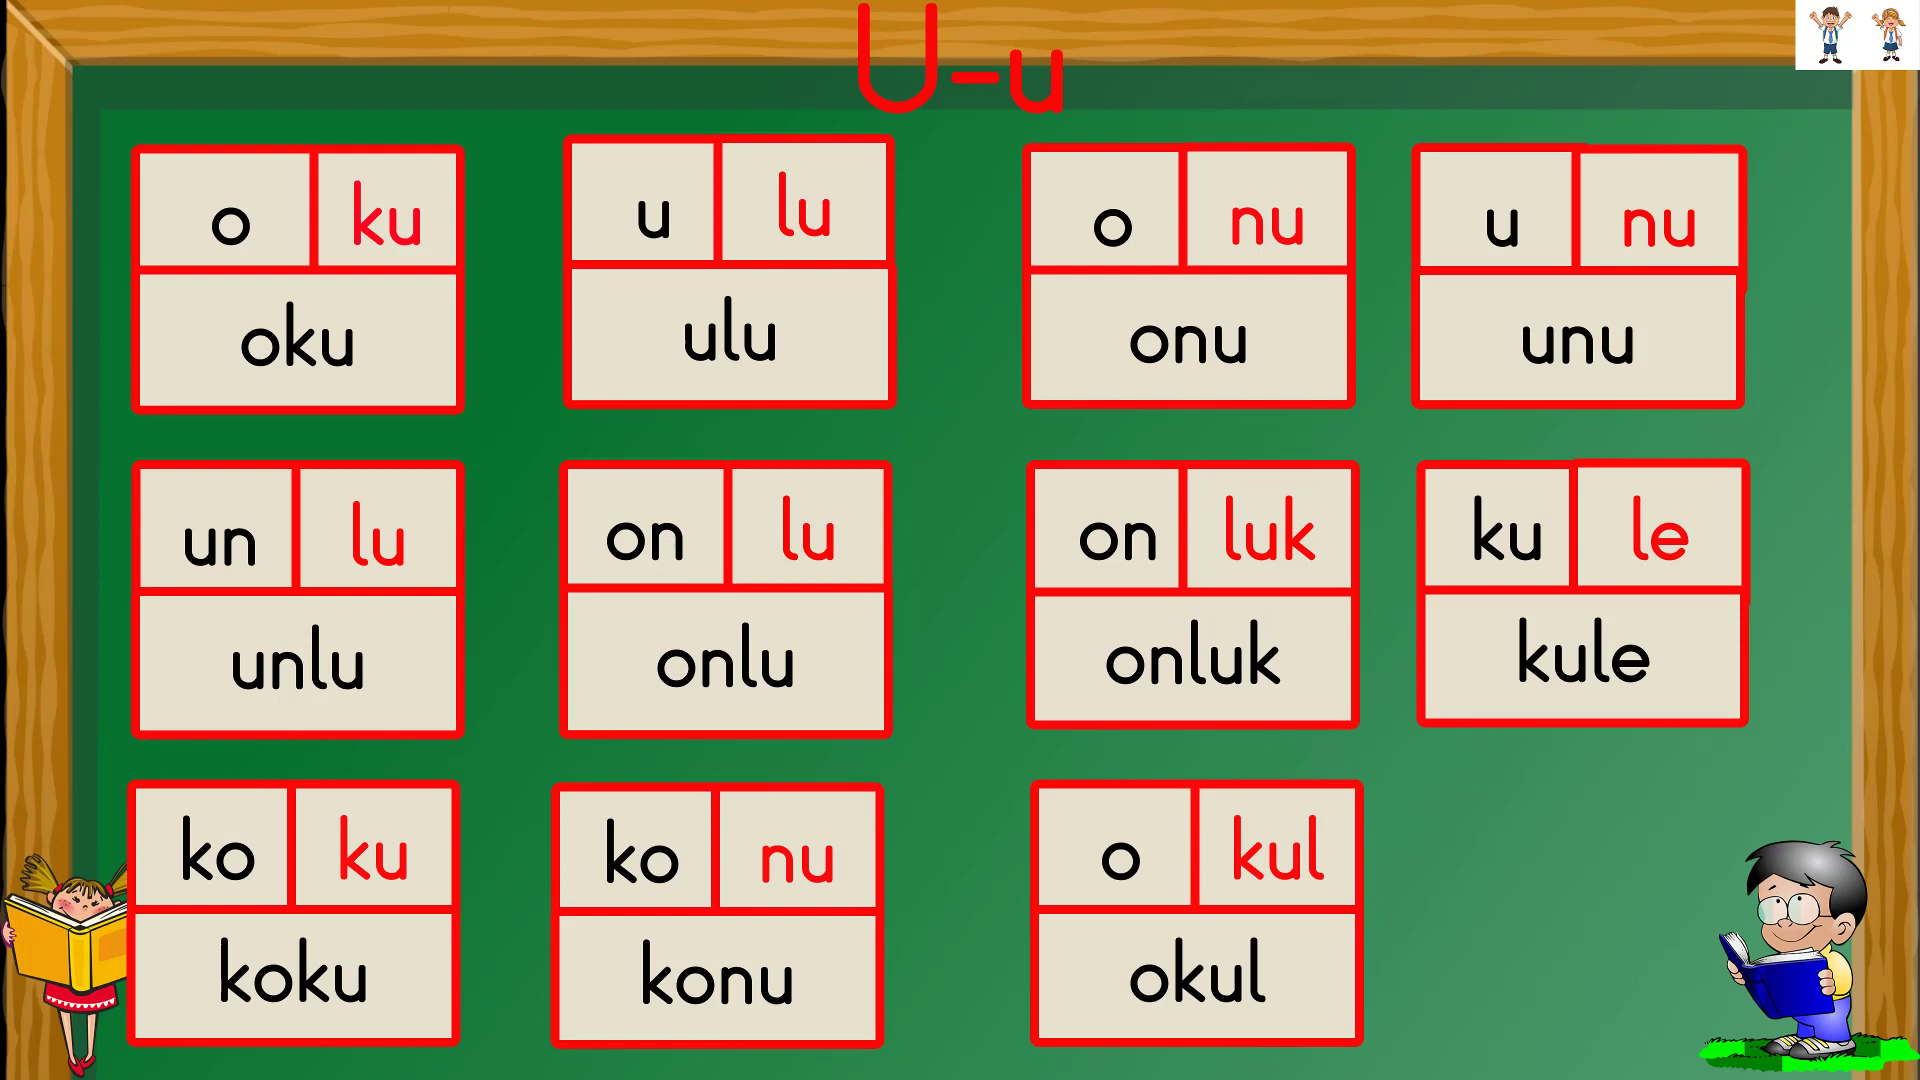 U-u
o ku
oku
u lu
ulu
o nu
onu
u nu
unu
un lu
unlu
on lu
onlu
on luk
onluk
ku le
kule
ko ku
koku
ko nu
konu
o kul
okul